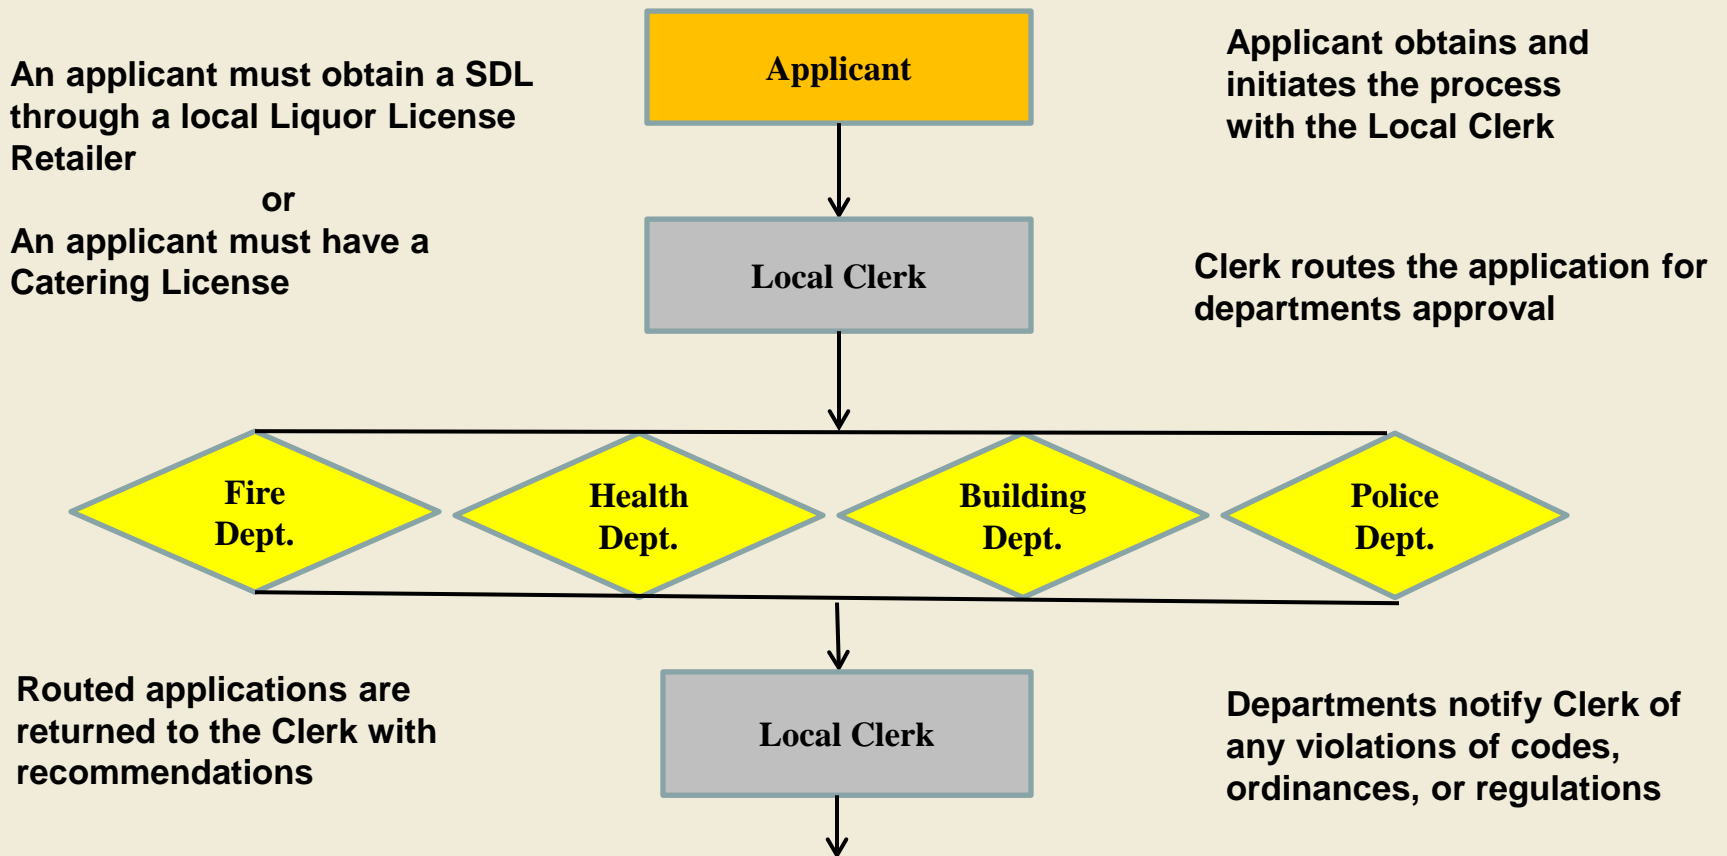 An applicant must obtain a SDL
through a local Liquor License
Retailer
or
An applicant must have a
Catering License
Applicant
Applicant obtains and
initiates the process
with the Local Clerk
Local Clerk
Clerk routes the application for
departments approval
Fire
Dept.
Health
Dept.
Building
Dept.
Police
Dept.
Routed applications are
returned to the Clerk with
recommendations
Local Clerk
Departments notify Clerk of
any violations of codes,
ordinances, or regulations